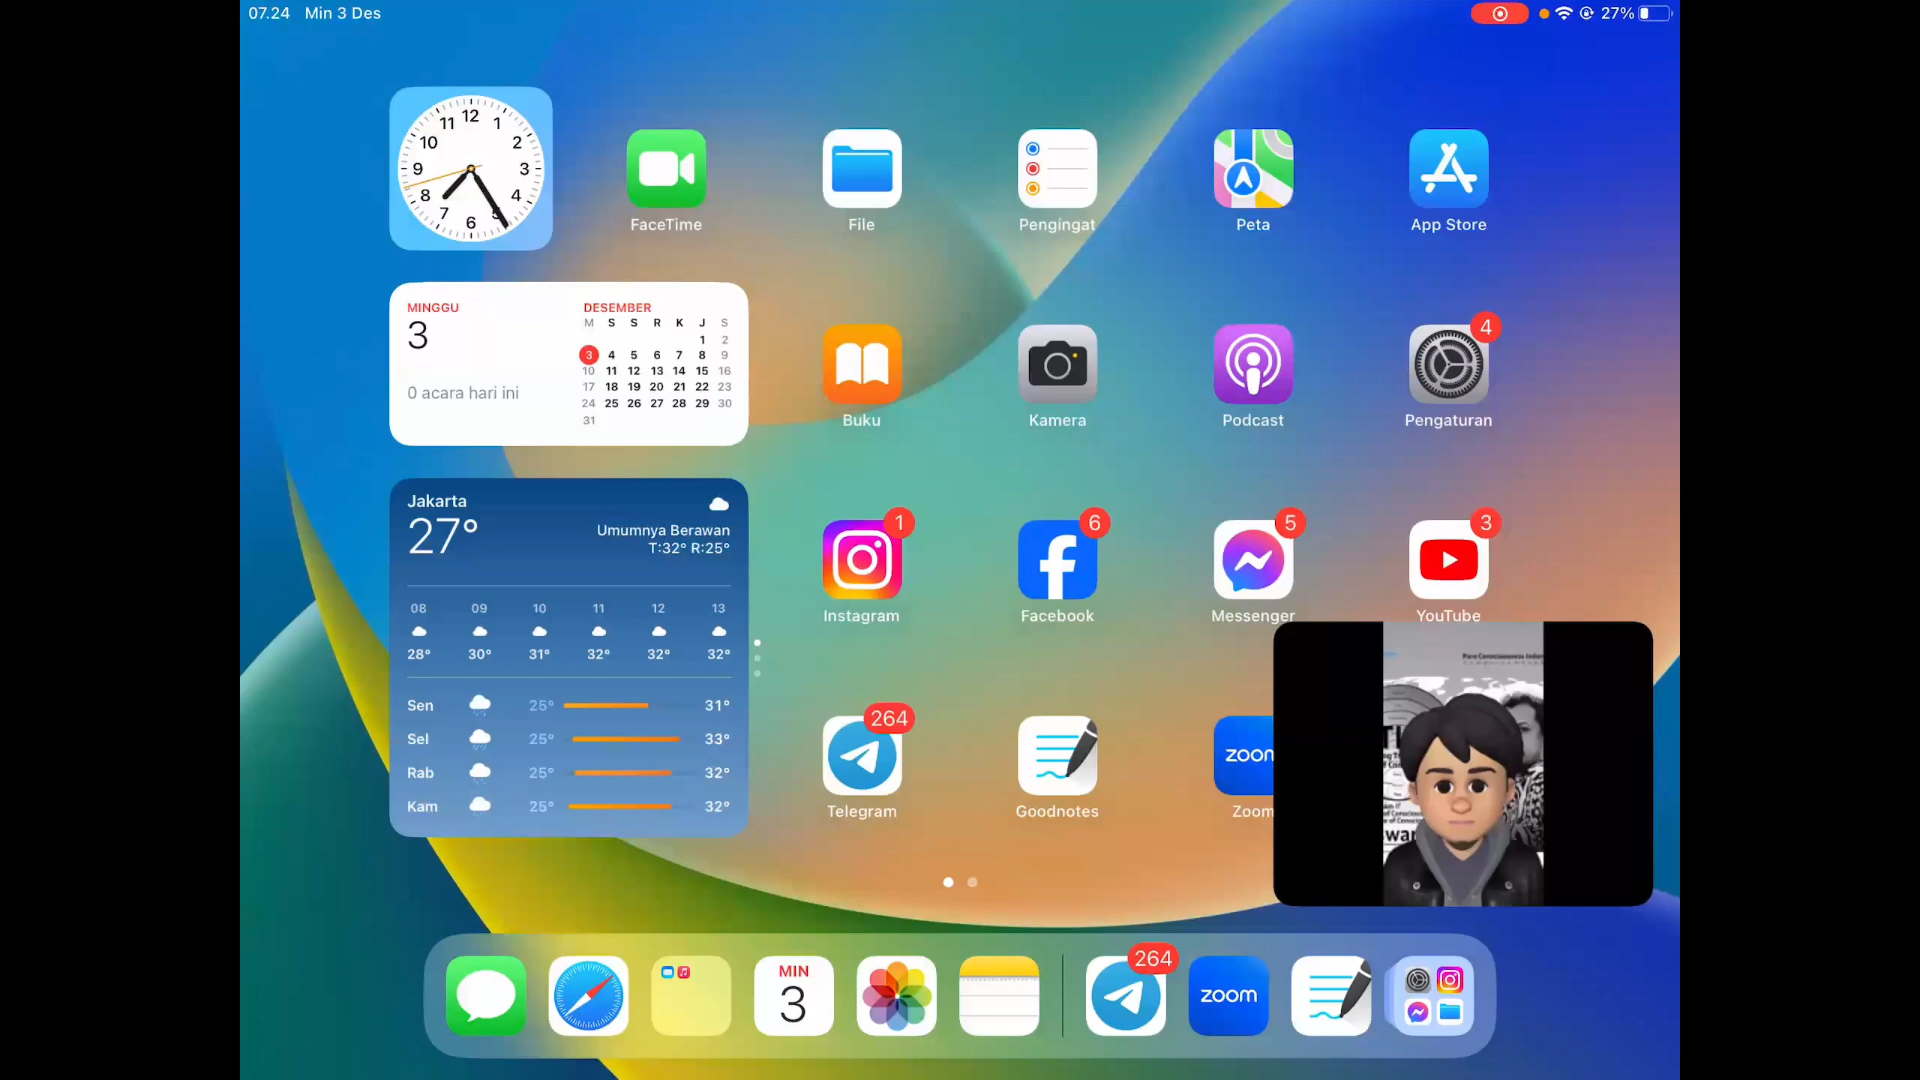 07.24 Min 3 Des
27%
12
11 1
10 2
9 3
8 4
7 5
6
FaceTime
File
Pengingat
Peta
App Store
MINGGU
3
0 acara hari ini
DESEMBER
M S S R K J S
1 2
3 4 5 6 7 8 9
10 11 12 13 14 15 16
17 18 19 20 21 22 23
24 25 26 27 28 29 30
31
4
Buku
Kamera
Podcast
Pengaturan
Jakarta
27°
Umumnya Berawan
T:32° R:25°
08 09 10 11 12 13
28° 30° 31° 32° 32° 32°
Sen 25° 31°
Sel 25° 33°
Rab 25° 32°
Kam 25° 32°
1
6
5
3
Instagram
Facebook
Messenger
YouTube
264
zoom
Telegram
Goodnotes
Zoom
MIN
3
264
zoom